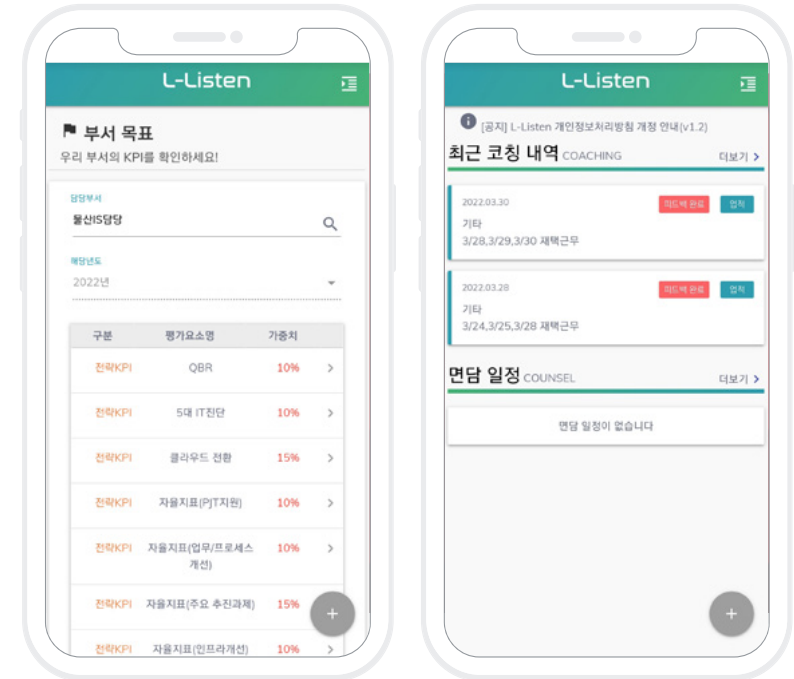 L-Listen
부서 목표
우리 부서의 KPI를 확인하세요!
담당부서
물산IS담당
해당년도
2022년
구분 평가요소명 가중치
전략KPI QBR 10%
전략KPI 5대 IT진단 10%
전략KPI 클라우드 전환 15%
전략KPI 자율지표(PJT지원) 10%
전략KPI 자율지표(업무/프로세스 10%
개선)
전략KPI 자율지표(주요 추진과제) 15%
+
전략KPI 자율지표(인프라개선) 10%
L-Listen
[공지] L-Listen 개인정보처리방침 개정 안내(v1.2)
최근 코칭 내역 COACHING 더보기 >
2022.03.30 피드백 완료 업적
기타
3/28,3/29,3/30 재택근무
2022.03.28 피드백 완료 업적
기타
3/24,3/25,3/28 재택근무
면담 일정 COUNSEL 더보기 >
면담 일정이 없습니다
+